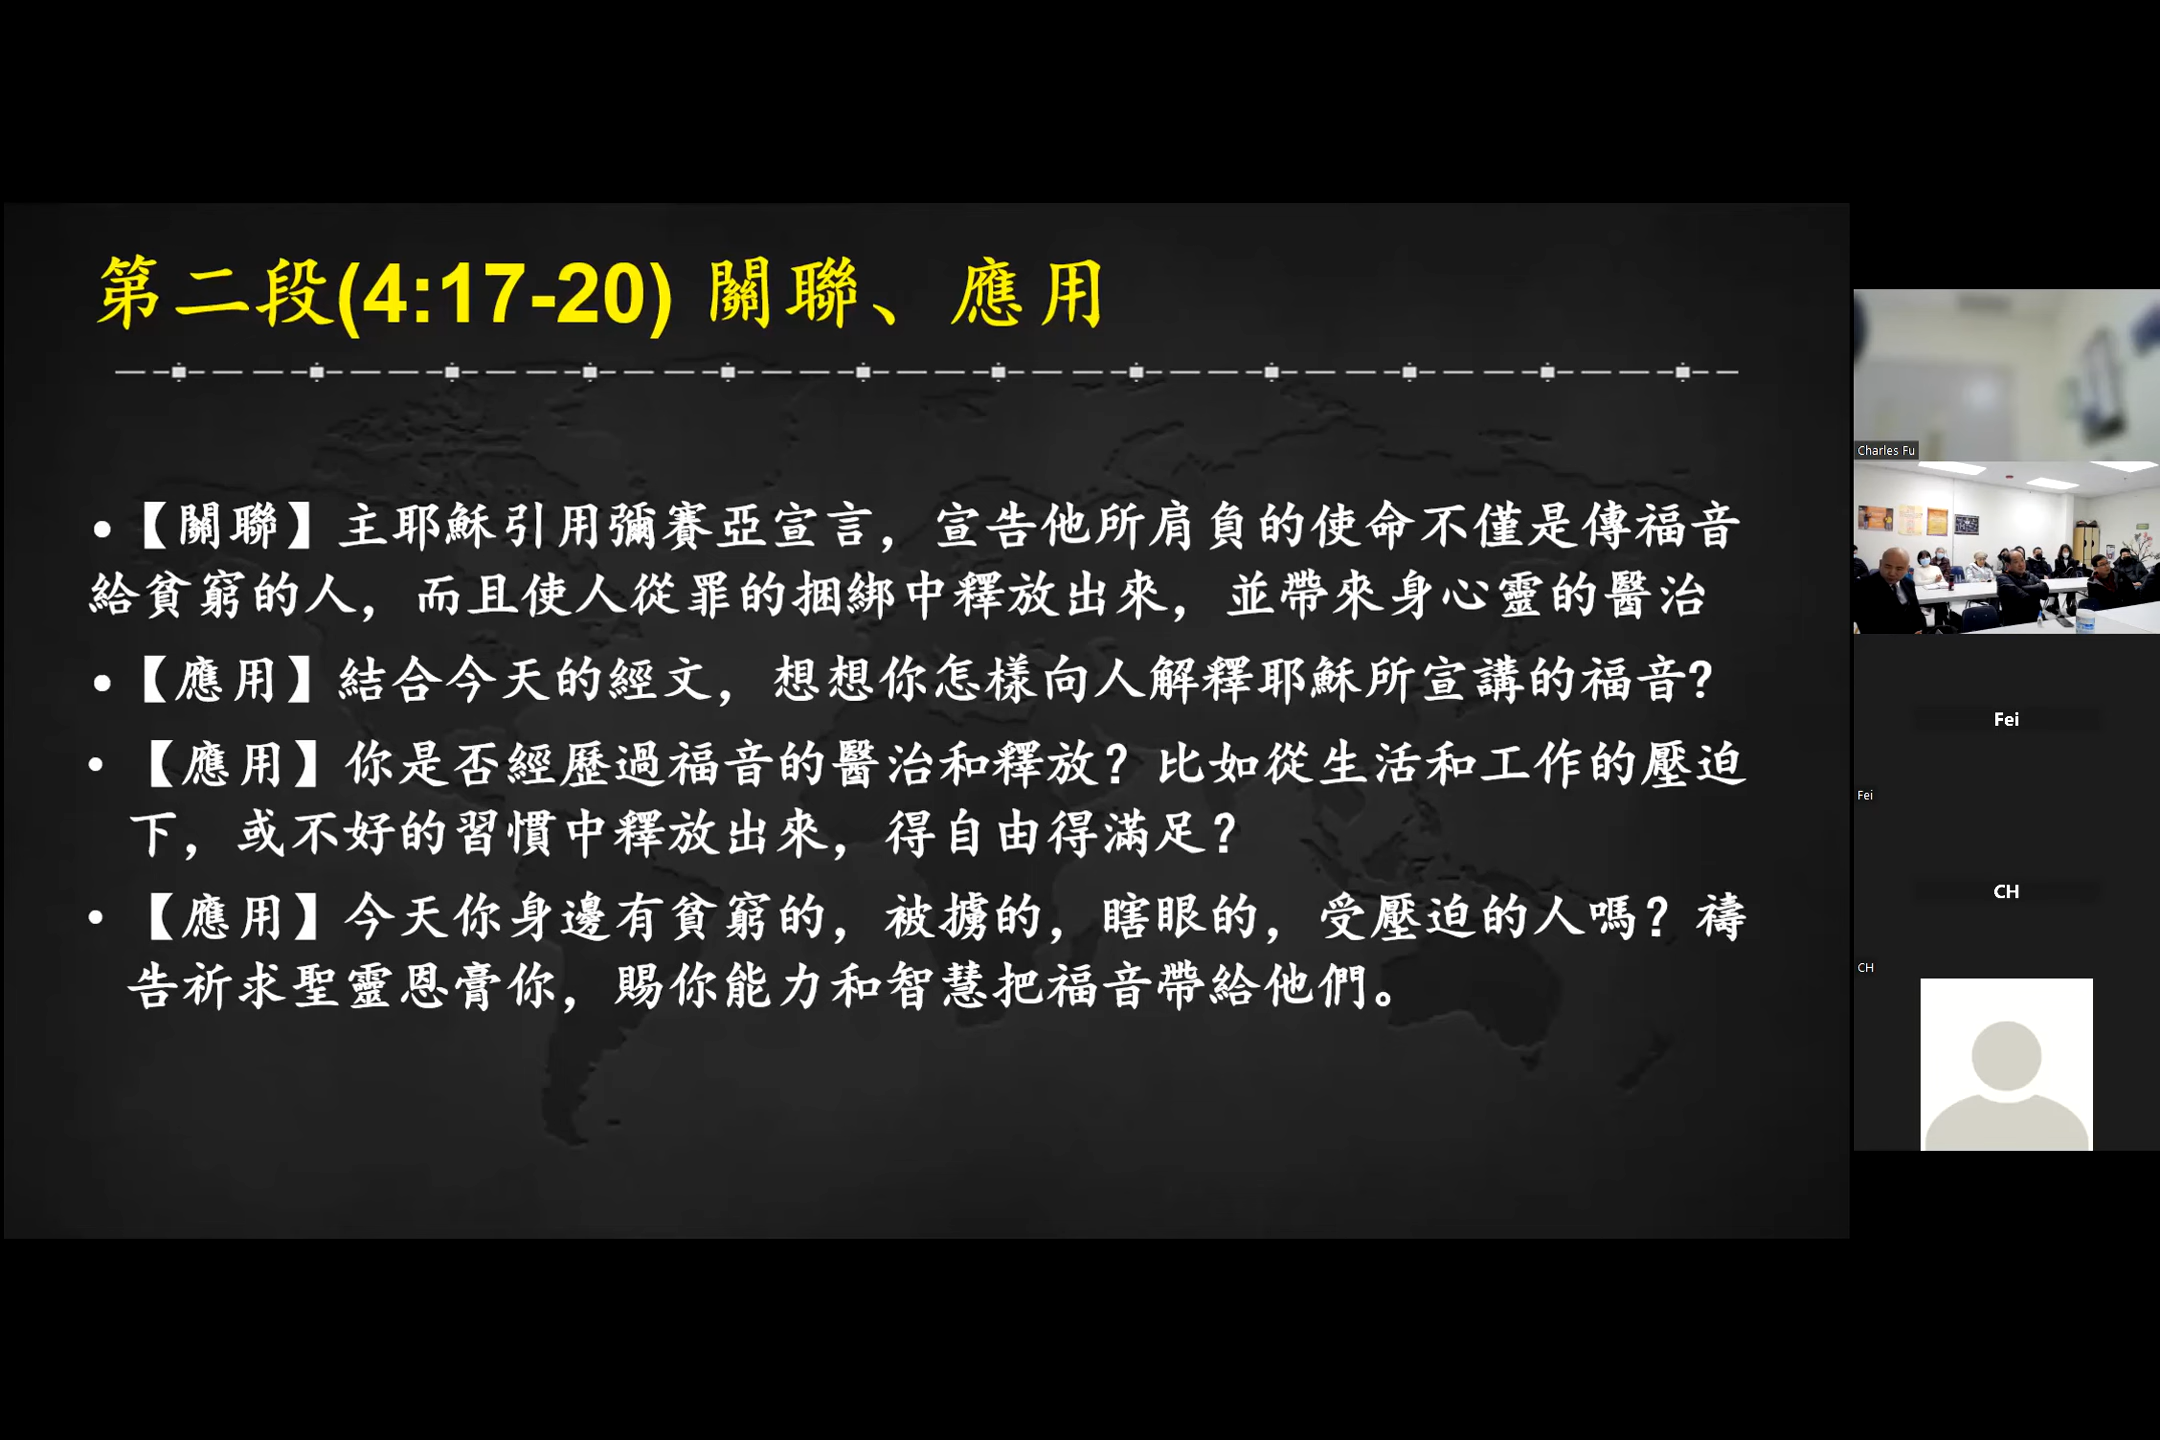 第二段(4:17-20) 關聯、應用
•【關聯】主耶穌引用彌賽亞宣言，宣告他所肩負的使命不僅是傳福音
給貧窮的人，而且使人從罪的捆綁中釋放出來，並帶來身心靈的醫治
•【應用】結合今天的經文，想想你怎樣向人解釋耶穌所宣講的福音?
• 【應用】你是否經歷過福音的醫治和釋放? 比如從生活和工作的壓迫
下，或不好的習慣中釋放出來，得自由得滿足?
• 【應用】今天你身邊有貧窮的，被擄的，瞎眼的，受壓迫的人嗎? 禱
告祈求聖靈恩膏你，賜你能力和智慧把福音帶給他們。
Charles Fu
Fei
Fei
CH
CH